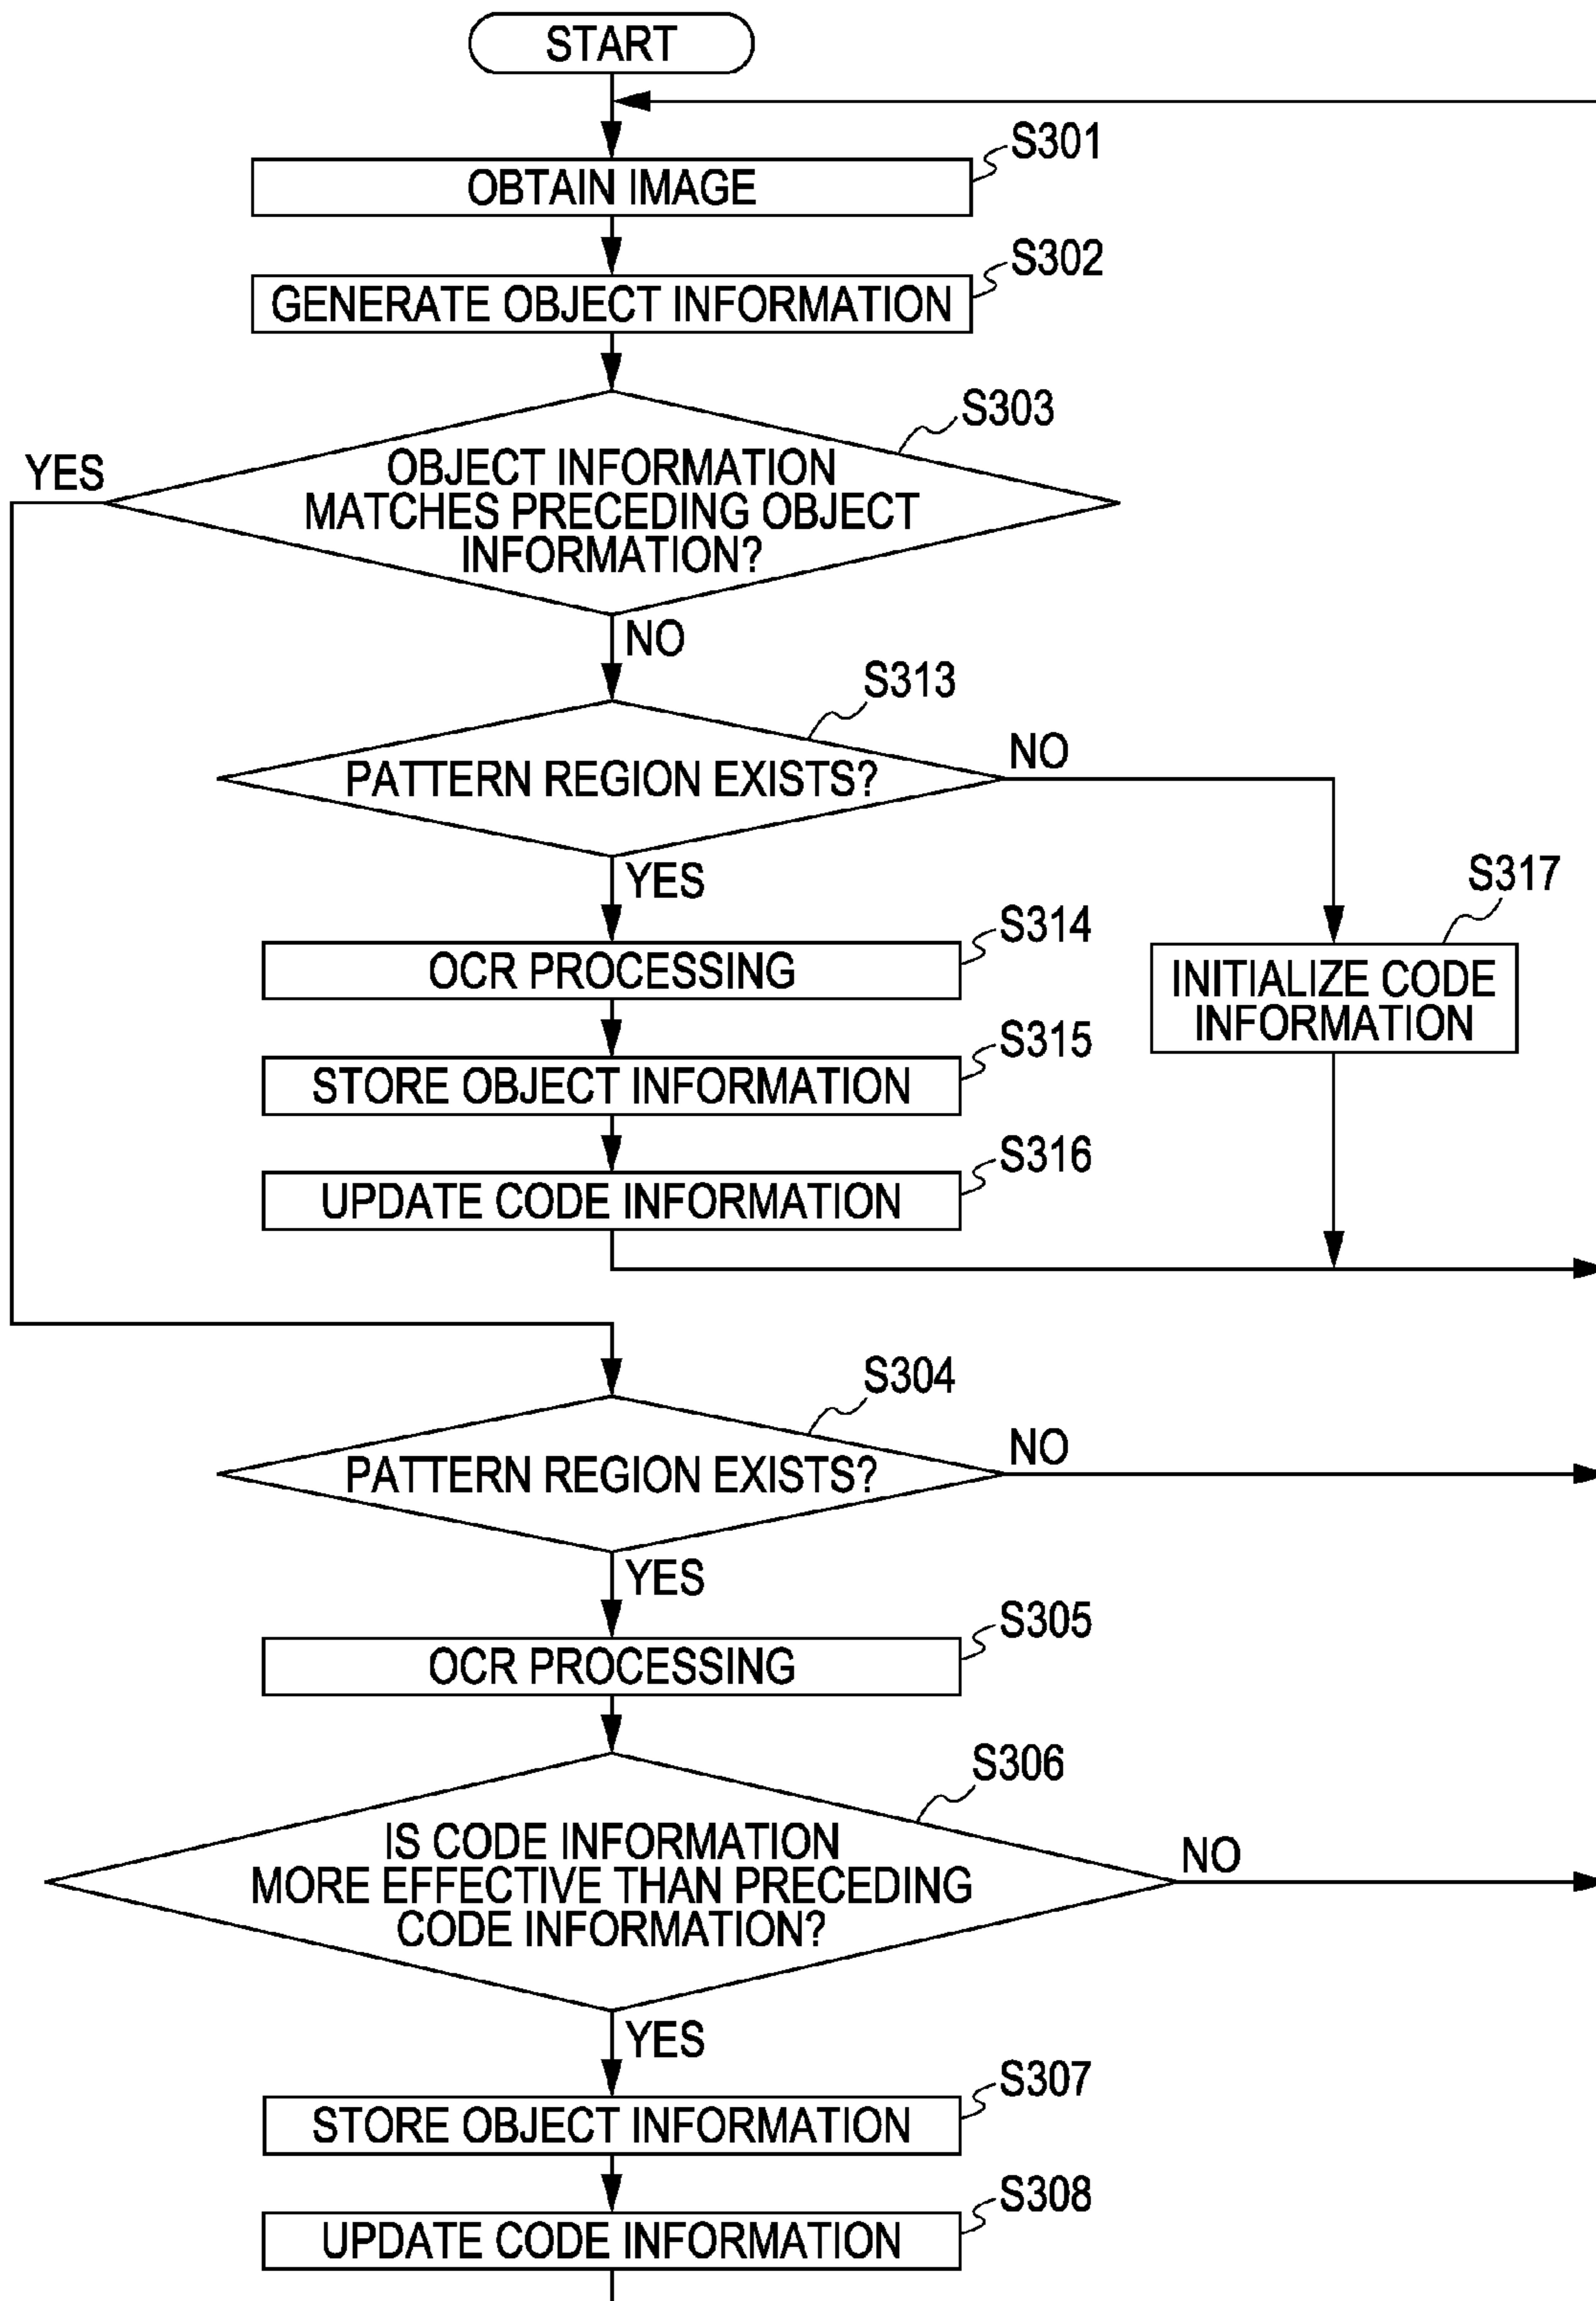 START
S301
OBTAIN IMAGE
S302
GENERATE OBJECT INFORMATION
S303
YES
OBJECT INFORMATION
MATCHES PRECEDING OBJECT
INFORMATION?
NO
S313
NO
PATTERN REGION EXISTS?
YES
S317
S314
OCR PROCESSING
INITIALIZE CODE
INFORMATION
S315
STORE OBJECT INFORMATION
S316
UPDATE CODE INFORMATION
S304
NO
PATTERN REGION EXISTS?
YES
S305
OCR PROCESSING
S306
IS CODE INFORMATION
MORE EFFECTIVE THAN PRECEDING
CODE INFORMATION?
NO
YES
S307
STORE OBJECT INFORMATION
S308
UPDATE CODE INFORMATION